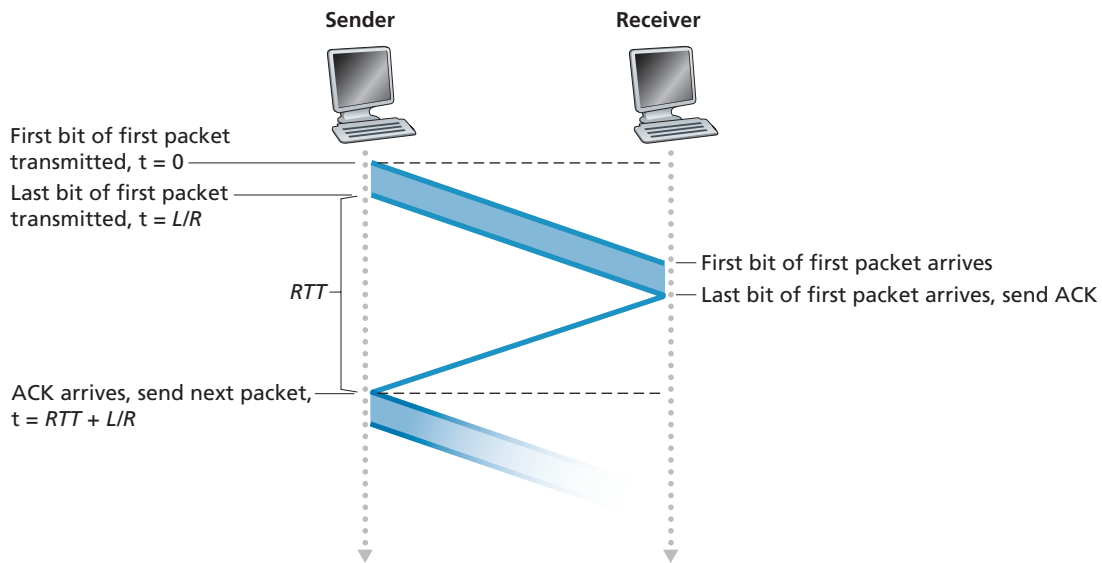 Sender
Receiver
First bit of first packet
transmitted, t = 0
Last bit of first packet
transmitted, t = L/R
RTT
First bit of first packet arrives
Last bit of first packet arrives, send ACK
ACK arrives, send next packet,
t = RTT + L/R